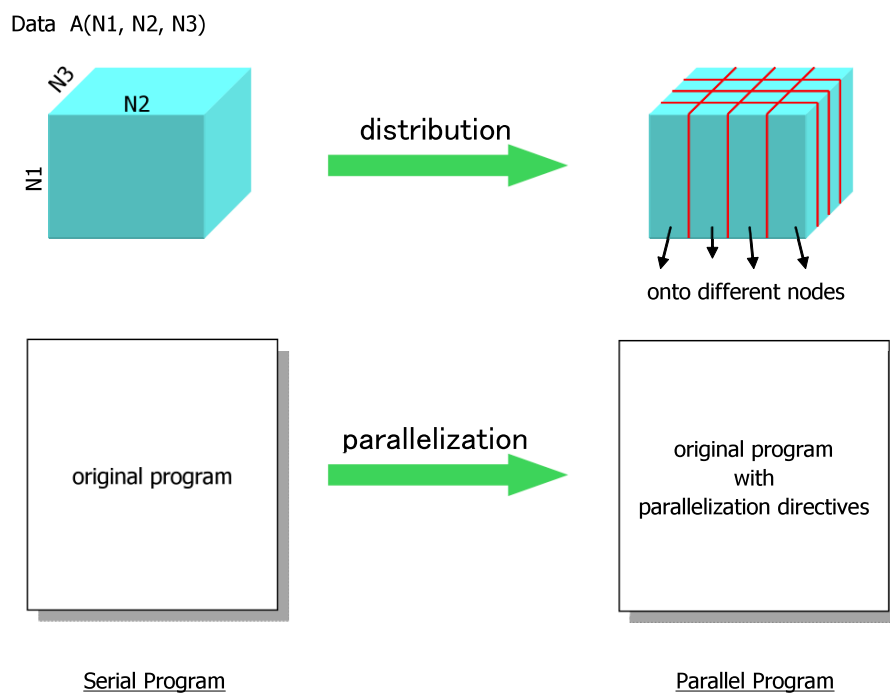 Data A(N1, N2, N3)
N3
N2
N1
distribution
onto different nodes
original program
parallelization
original program
with
parallelization directives
Serial Program
Parallel Program